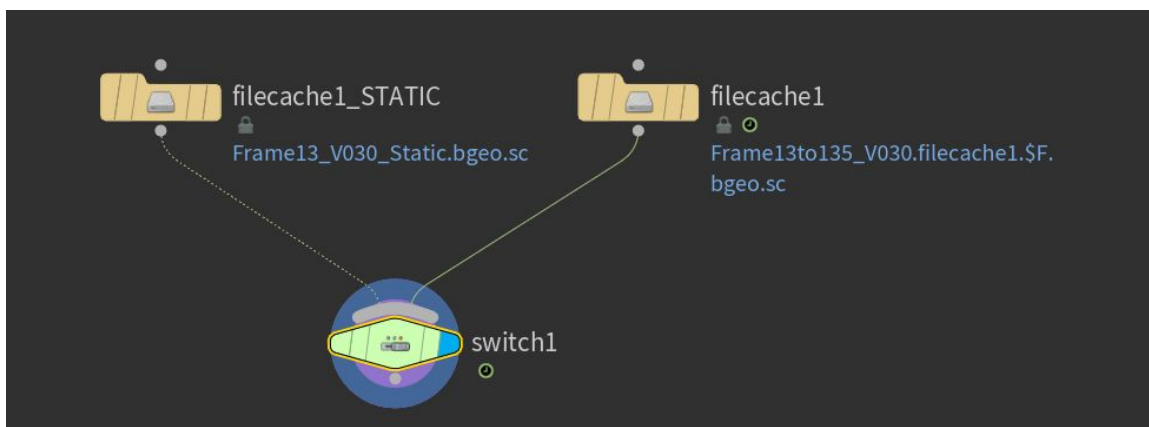 filecache1_STATIC
Frame13_V030_Static.bgeo.sc
filecache1
Frame13to135_V030.filecache1.$F.
bgeo.sc
switch1